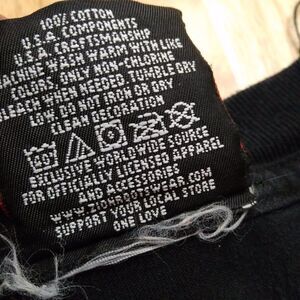 100% COTTON
U.S.A. COMPONENTS
U.S.A. CRAFTSMANSHIP
MACHINE WASH WARM WITH LIKE
COLORS, ONLY NON-CHLORINE
BLEACH WHEN NEEDED. TUMBLE DRY
LOW. DO NOT IRON OR DRY
CLEAN DECORATION
EXCLUSIVE WORLDWIDE SOURCE
FOR OFFICIALLY LICENSED APPAREL
AND ACCESSORIES
WWW.ZIONROOTSWEAR.COM
SUPPORT YOUR LOCAL STORE
ONE LOVE